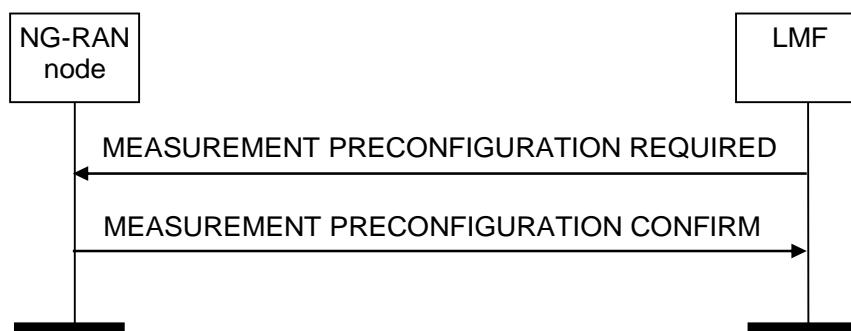 NG-RAN
node
LMF
MEASUREMENT PRECONFIGURATION REQUIRED
MEASUREMENT PRECONFIGURATION CONFIRM